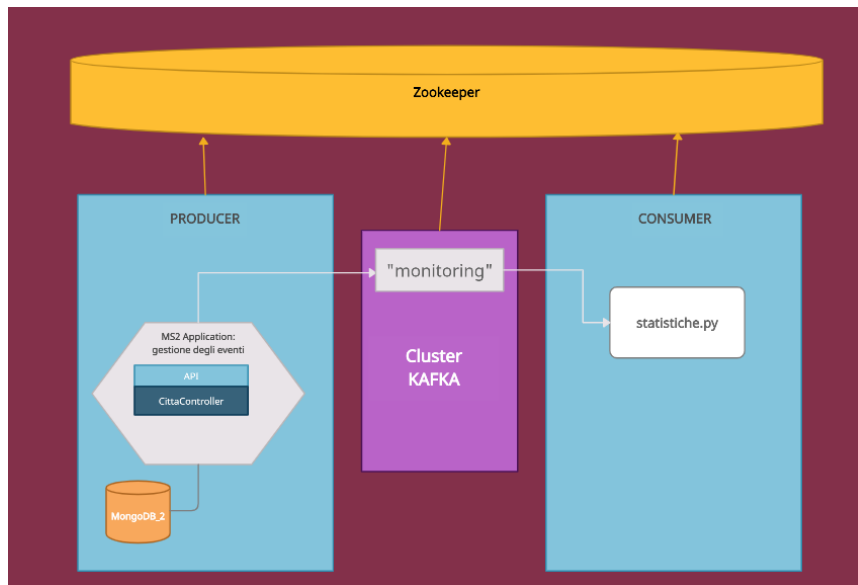 Zookeeper
PRODUCER
CONSUMER
"monitoring"
MS2 Application:
gestione degli eventi
API
CittaController
MongoDB_2
Cluster
KAFKA
statistiche.py